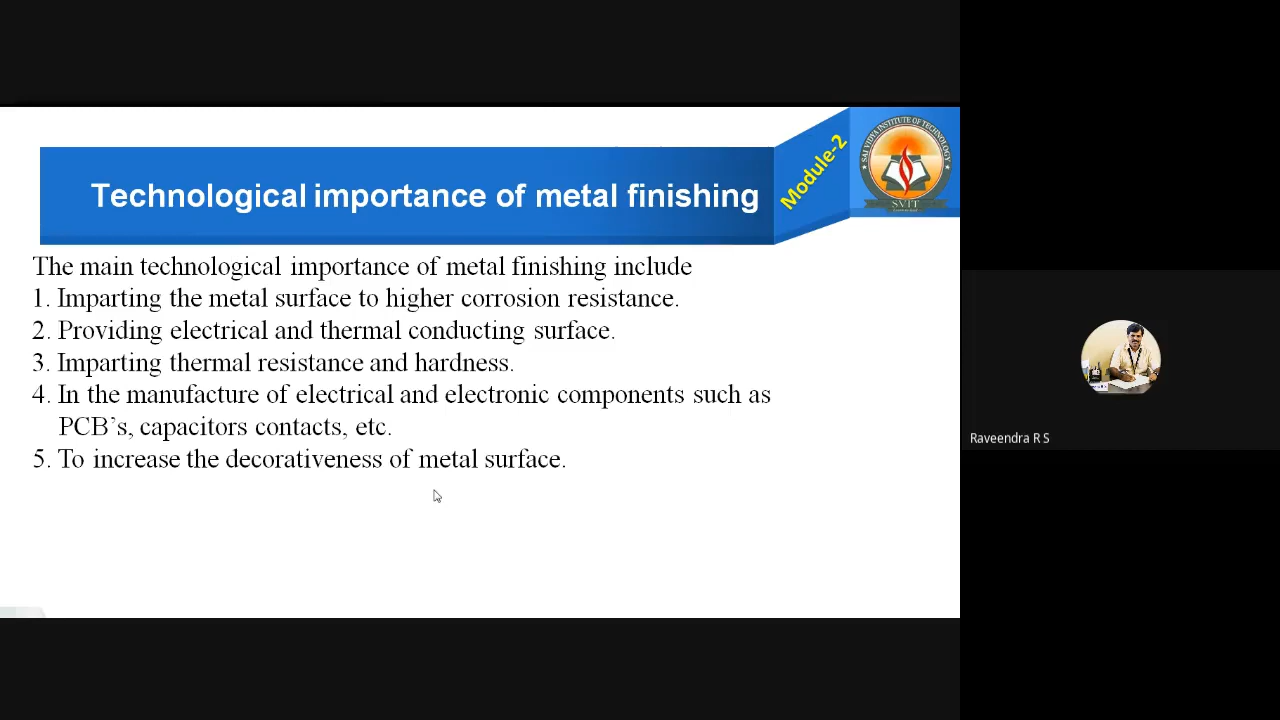 Technological importance of metal finishing
Module-2
SAI VIDYA INSTITUTE OF TECHNOLOGY
SVIT
The main technological importance of metal finishing include
1. Imparting the metal surface to higher corrosion resistance.
2. Providing electrical and thermal conducting surface.
3. Imparting thermal resistance and hardness.
4. In the manufacture of electrical and electronic components such as
PCB’s, capacitors contacts, etc.
5. To increase the decorativeness of metal surface.
Raveendra R S